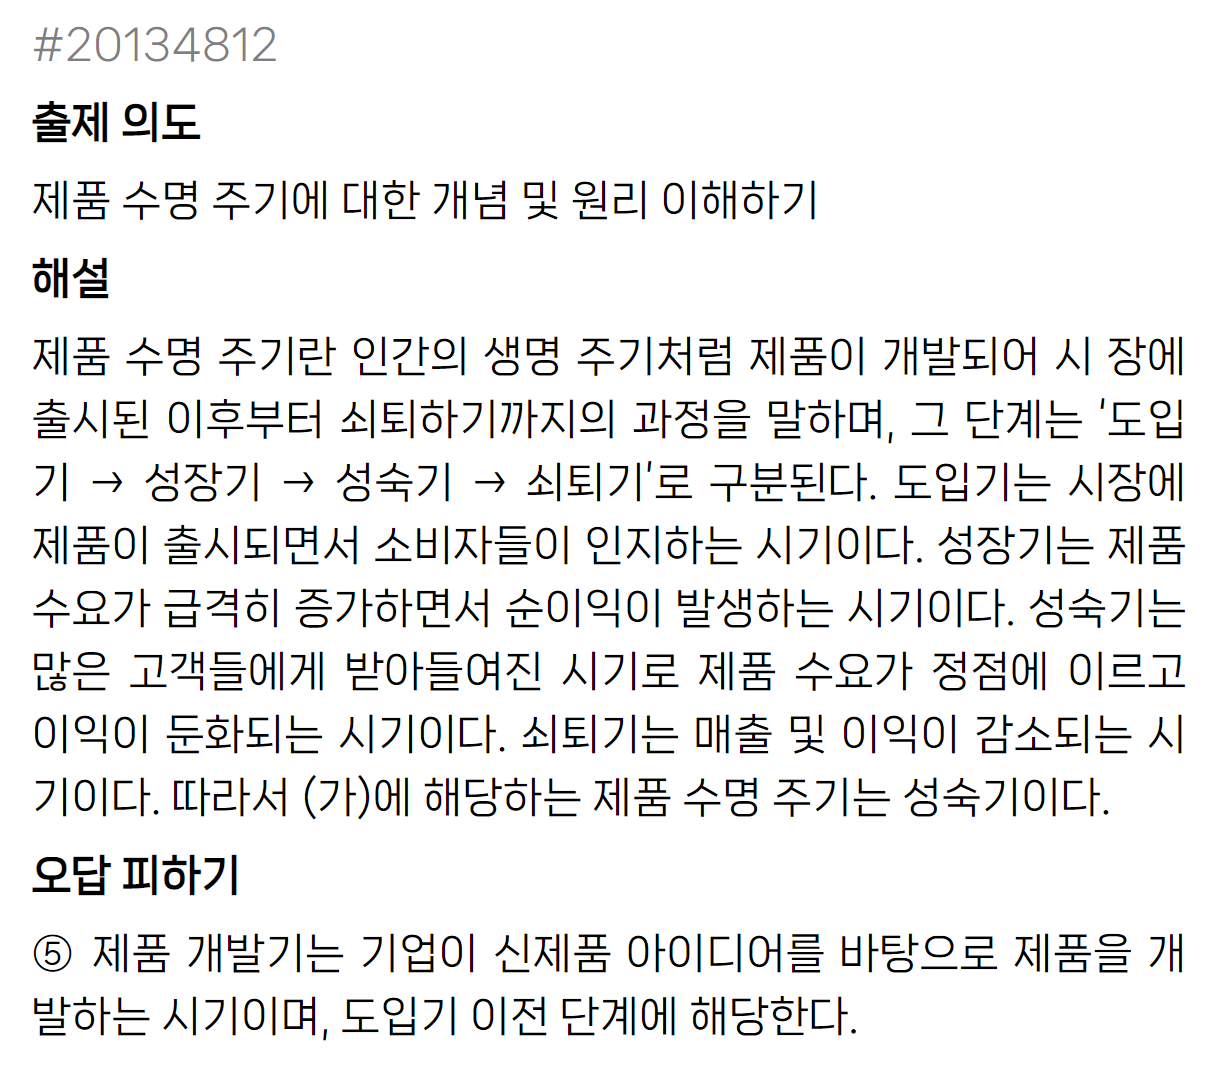 #20134812
출제 의도
제품 수명 주기에 대한 개념 및 원리 이해하기
해설
제품 수명 주기란 인간의 생명 주기처럼 제품이 개발되어 시 장에
출시된 이후부터 쇠퇴하기까지의 과정을 말하며, 그 단계는 '도입
기 → 성장기 → 성숙기 → 쇠퇴기'로 구분된다. 도입기는 시장에
제품이 출시되면서 소비자들이 인지하는 시기이다. 성장기는 제품
수요가 급격히 증가하면서 순이익이 발생하는 시기이다. 성숙기는
많은 고객들에게 받아들여진 시기로 제품 수요가 정점에 이르고
이익이 둔화되는 시기이다. 쇠퇴기는 매출 및 이익이 감소되는 시
기이다. 따라서 (가)에 해당하는 제품 수명 주기는 성숙기이다.
오답 피하기
⑤ 제품 개발기는 기업이 신제품 아이디어를 바탕으로 제품을 개
발하는 시기이며, 도입기 이전 단계에 해당한다.